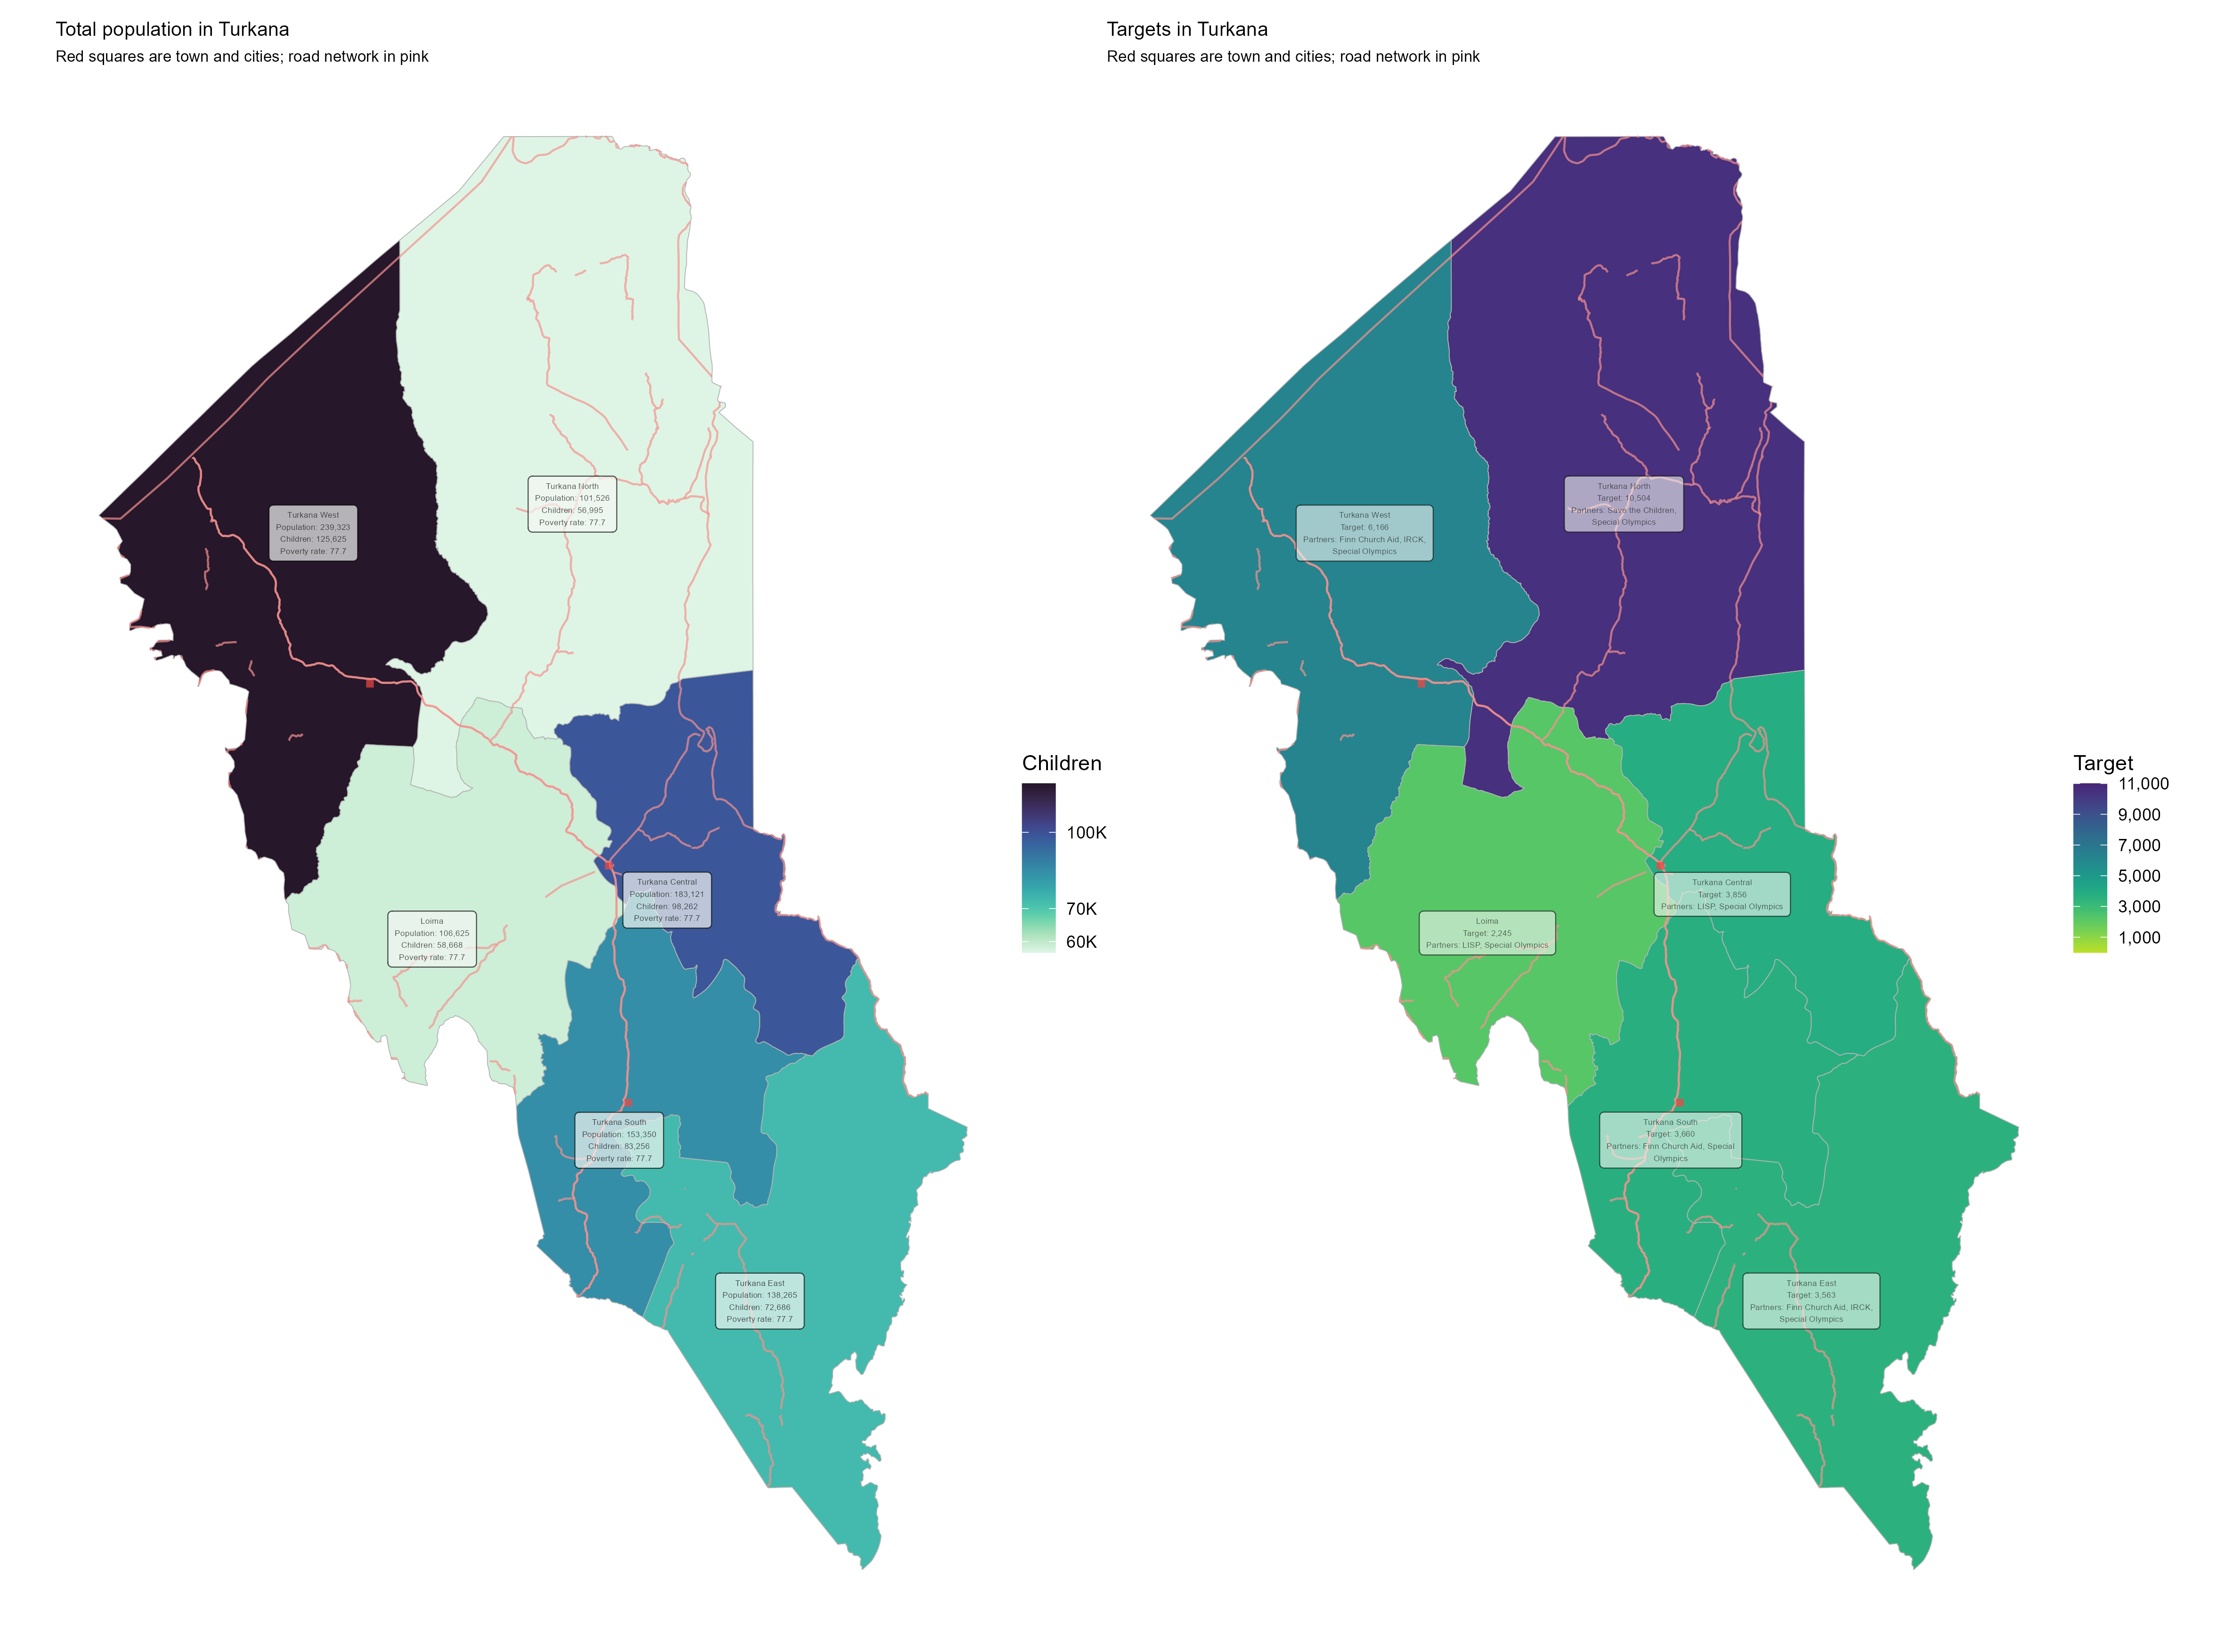 Total population in Turkana
Red squares are town and cities; road network in pink
Turkana North
Population: 101,526
Children: 56,995
Poverty rate: 77.7
Turkana West
Population: 239,323
Children: 125,625
Poverty rate: 77.7
Turkana Central
Population: 183,121
Children: 98,262
Poverty rate: 77.7
Loima
Population: 106,625
Children: 58,668
Poverty rate: 77.7
Turkana South
Population: 153,350
Children: 83,256
Poverty rate: 77.7
Turkana East
Population: 138,265
Children: 72,686
Poverty rate: 77.7
Children
100K
70K
60K
Targets in Turkana
Red squares are town and cities; road network in pink
Turkana North
Target: 10,504
Partners: Save the Children,
Special Olympics
Turkana West
Target: 6,166
Partners: Finn Church Aid, IRCK,
Special Olympics
Turkana Central
Target: 3,856
Partners: LISP, Special Olympics
Loima
Target: 2,245
Partners: LISP, Special Olympics
Turkana South
Target: 3,660
Partners: Finn Church Aid, Special
Olympics
Turkana East
Target: 3,563
Partners: Finn Church Aid, IRCK,
Special Olympics
Target
11,000
9,000
7,000
5,000
3,000
1,000